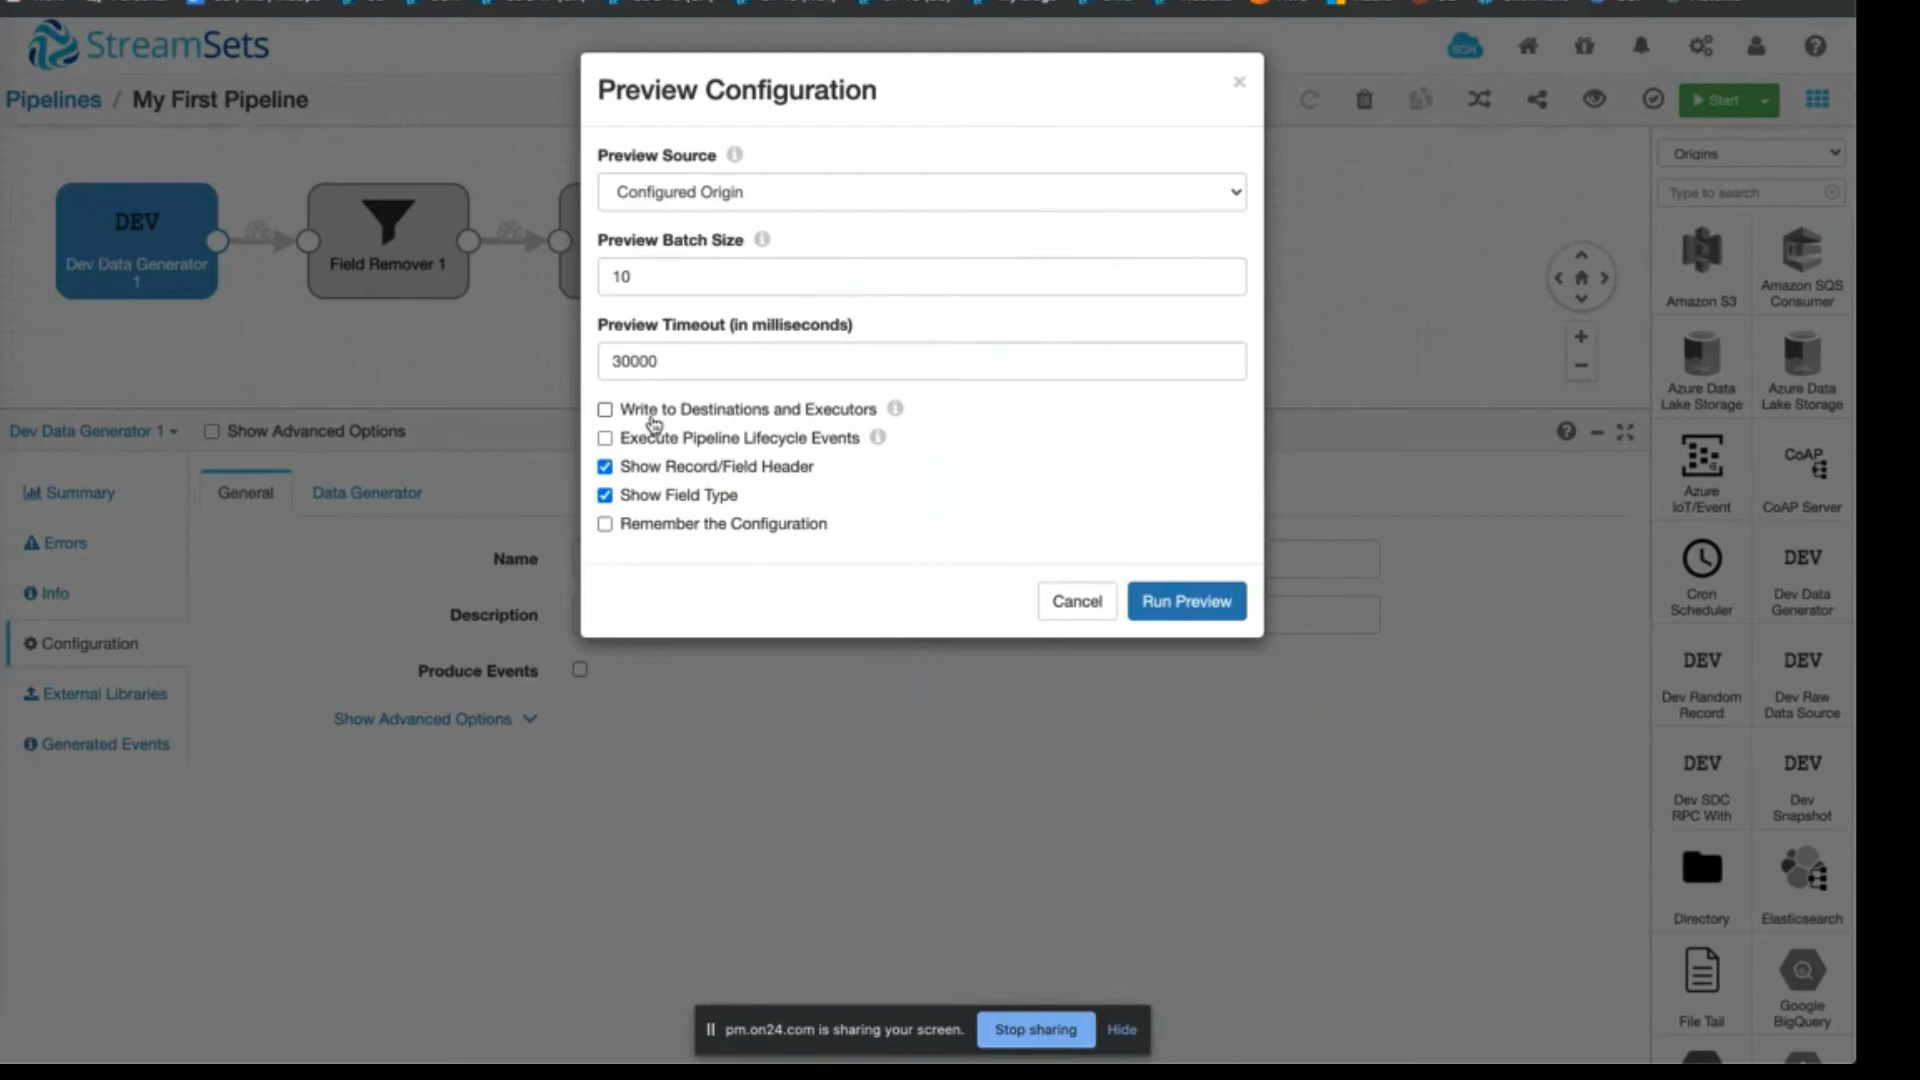 StreamSets
SCH
Pipelines / My First Pipeline
Start
Preview Configuration
×
Preview Source
Configured Origin
Preview Batch Size
10
Preview Timeout (in milliseconds)
30000
Write to Destinations and Executors
Execute Pipeline Lifecycle Events
Show Record/Field Header
Show Field Type
Remember the Configuration
Cancel
Run Preview
DEV
Dev Data Generator
1
Field Remover 1
Dev Data Generator 1
Show Advanced Options
Summary
Errors
Info
Configuration
External Libraries
Generated Events
General
Data Generator
Name
Description
Produce Events
Show Advanced Options
Origins
Type to search
Amazon S3
Amazon SQS
Consumer
Azure Data
Lake Storage
Azure Data
Lake Storage
Azure
IoT/Event
CoAP
CoAP Server
Cron
Scheduler
DEV
Dev Data
Generator
DEV
Dev Random
Record
DEV
Dev Raw
Data Source
DEV
Dev SDC
RPC With
DEV
Dev
Snapshot
Directory
Elasticsearch
File Tail
Google
BigQuery
pm.on24.com is sharing your screen.
Stop sharing
Hide